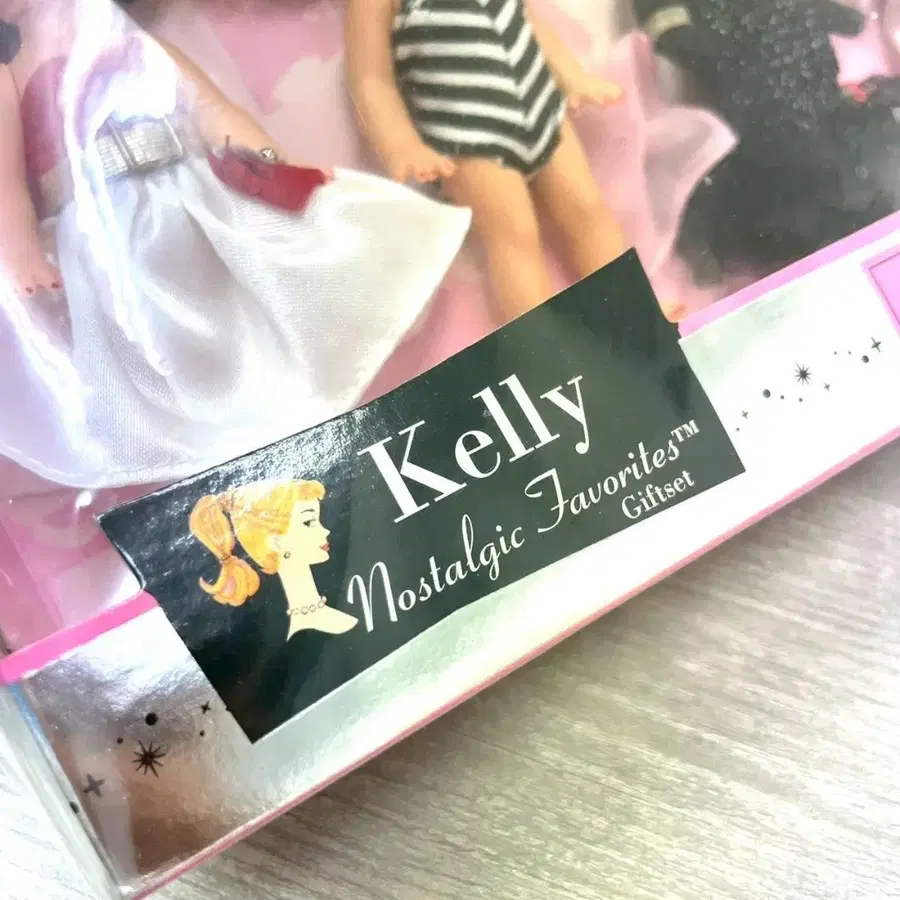 Kelly
Nostalgic Favorites™
Giftset